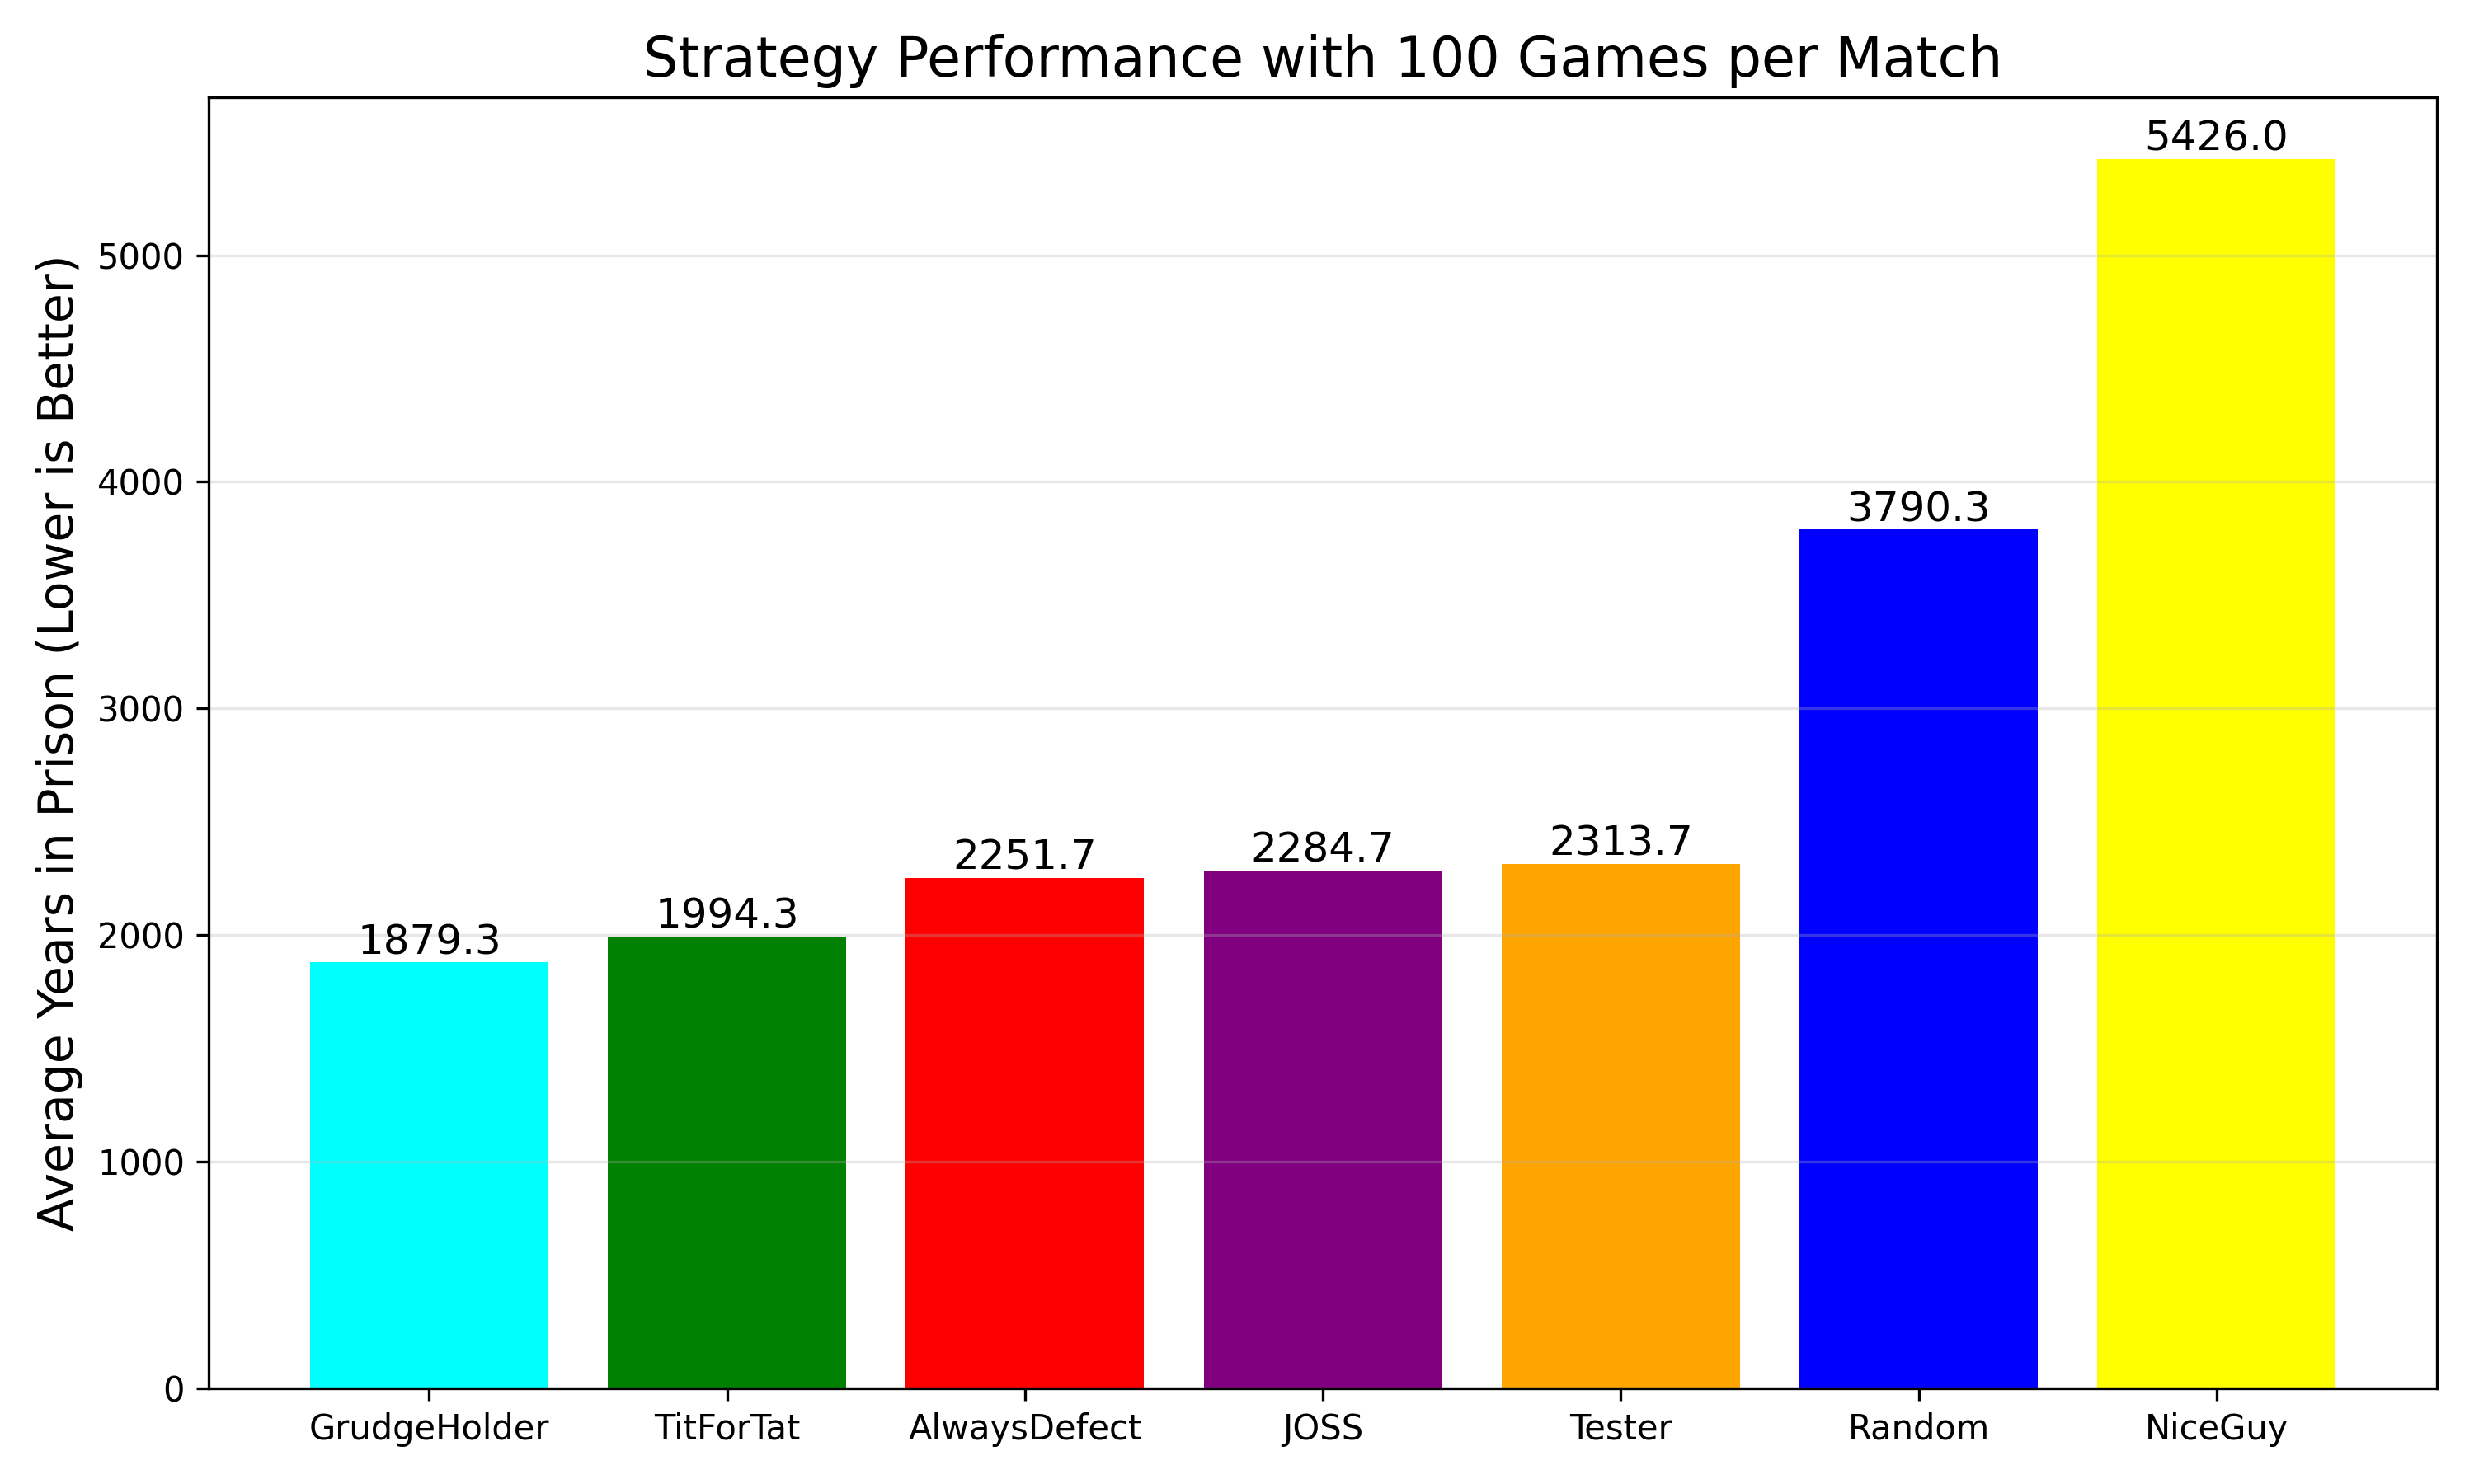 Strategy Performance with 100 Games per Match
Average Years in Prison (Lower is Better)
5000
4000
3000
2000
1000
0
1879.3
1994.3
2251.7
2284.7
2313.7
3790.3
5426.0
GrudgeHolder
TitForTat
AlwaysDefect
JOSS
Tester
Random
NiceGuy